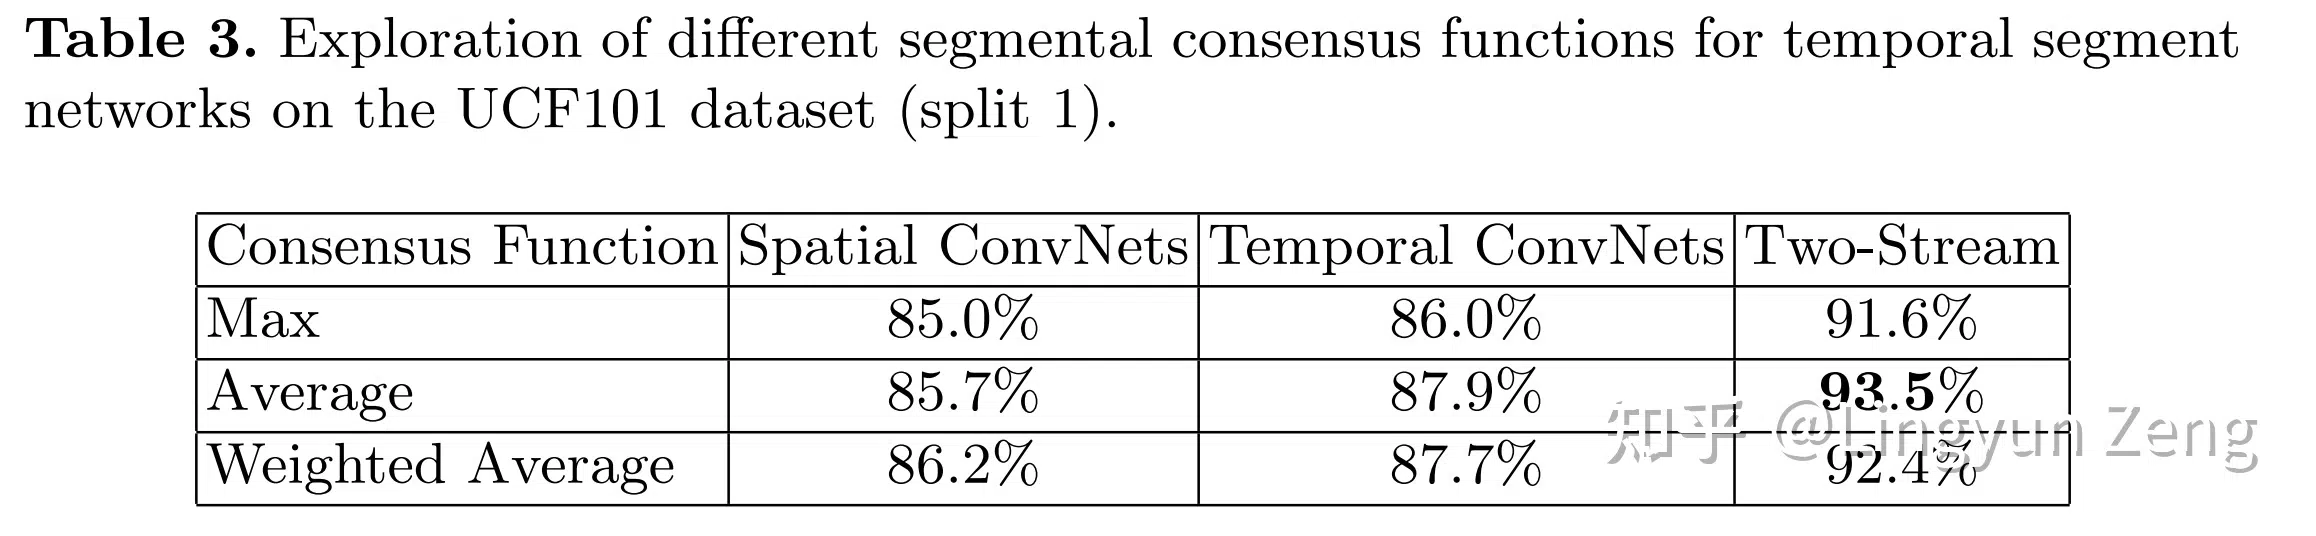 Table 3. Exploration of different segmental consensus functions for temporal segment
networks on the UCF101 dataset (split 1).
Consensus Function Spatial ConvNets Temporal ConvNets Two-Stream
Max 85.0% 86.0% 91.6%
Average 85.7% 87.9% 93.5%
Weighted Average 86.2% 87.7% 92.4%
知乎 @Lingyun Zeng